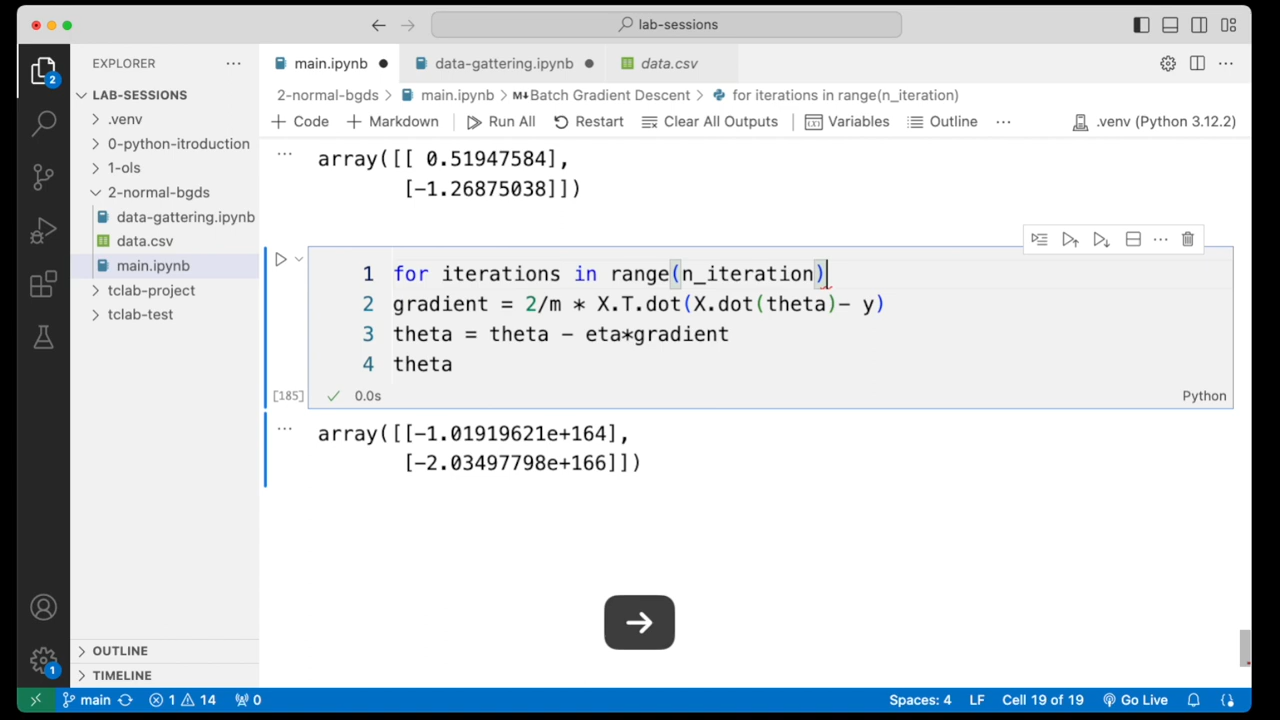 lab-sessions
EXPLORER
LAB-SESSIONS
.venv
0-python-itroduction
1-ols
2-normal-bgds
data-gattering.ipynb
data.csv
main.ipynb
tclab-project
tclab-test
OUTLINE
TIMELINE
2
1
main.ipynb
data-gattering.ipynb
data.csv
2-normal-bgds > main.ipynb > M↓Batch Gradient Descent > for iterations in range(n_iteration)
+ Code + Markdown Run All Restart Clear All Outputs Variables Outline ... .venv (Python 3.12.2)
... array([[ 0.51947584],
[-1.26875038]])
1 for iterations in range(n_iteration)
2 gradient = 2/m * X.T.dot(X.dot(theta)- y)
3 theta = theta - eta*gradient
4 theta
[185] ✓ 0.0s Python
... array([[-1.01919621e+164],
[-2.03497798e+166]])
→
main 1 14 0 Spaces: 4 LF Cell 19 of 19 Go Live